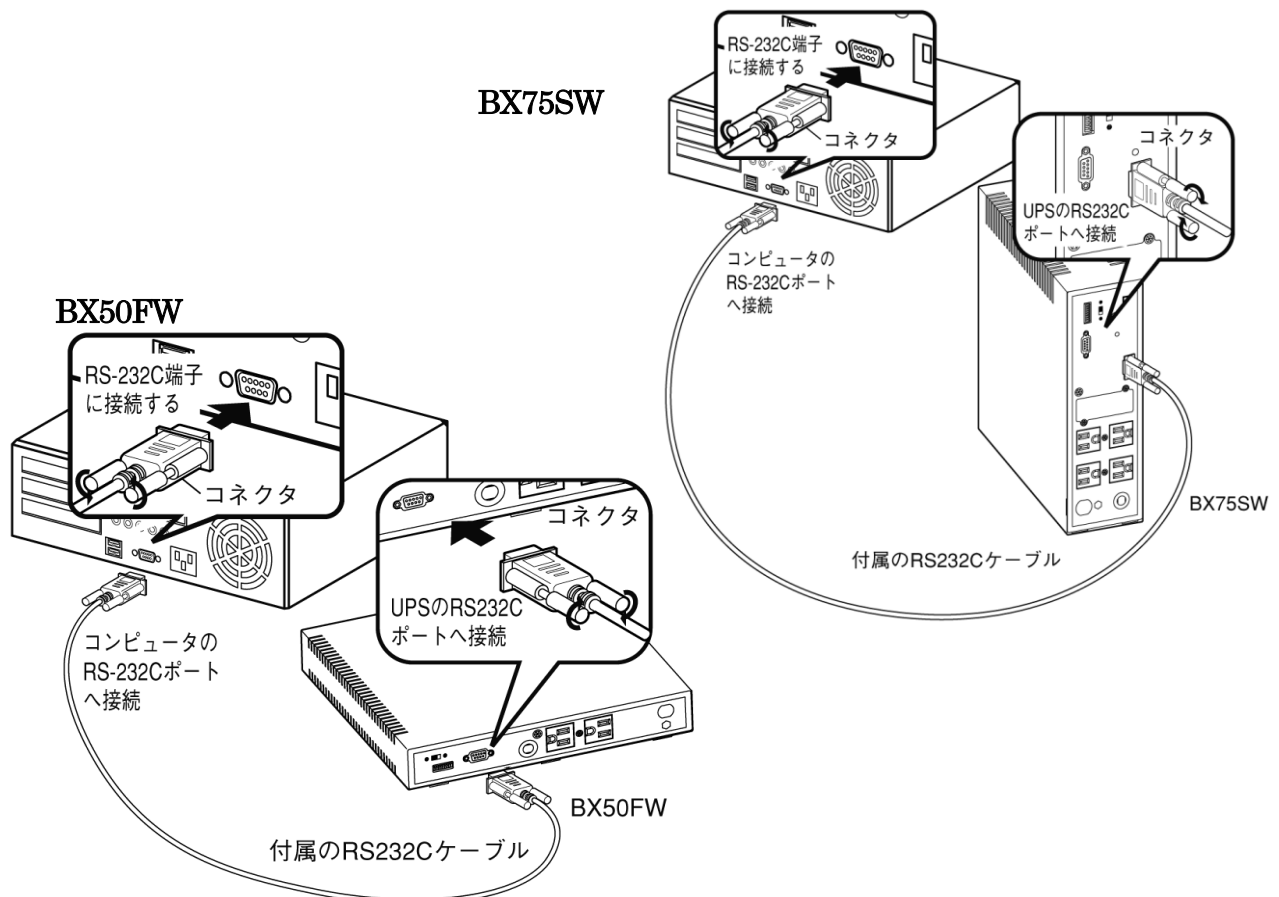 BX75SW
RS-232C端子
に接続する
コネクタ
コンピュータの
RS-232Cポート
へ接続
コネクタ
UPSのRS232C
ポートへ接続
BX75SW
付属のRS232Cケーブル
BX50FW
RS-232C端子
に接続する
コネクタ
コンピュータの
RS-232Cポート
へ接続
コネクタ
UPSのRS232C
ポートへ接続
BX50FW
付属のRS232Cケーブル